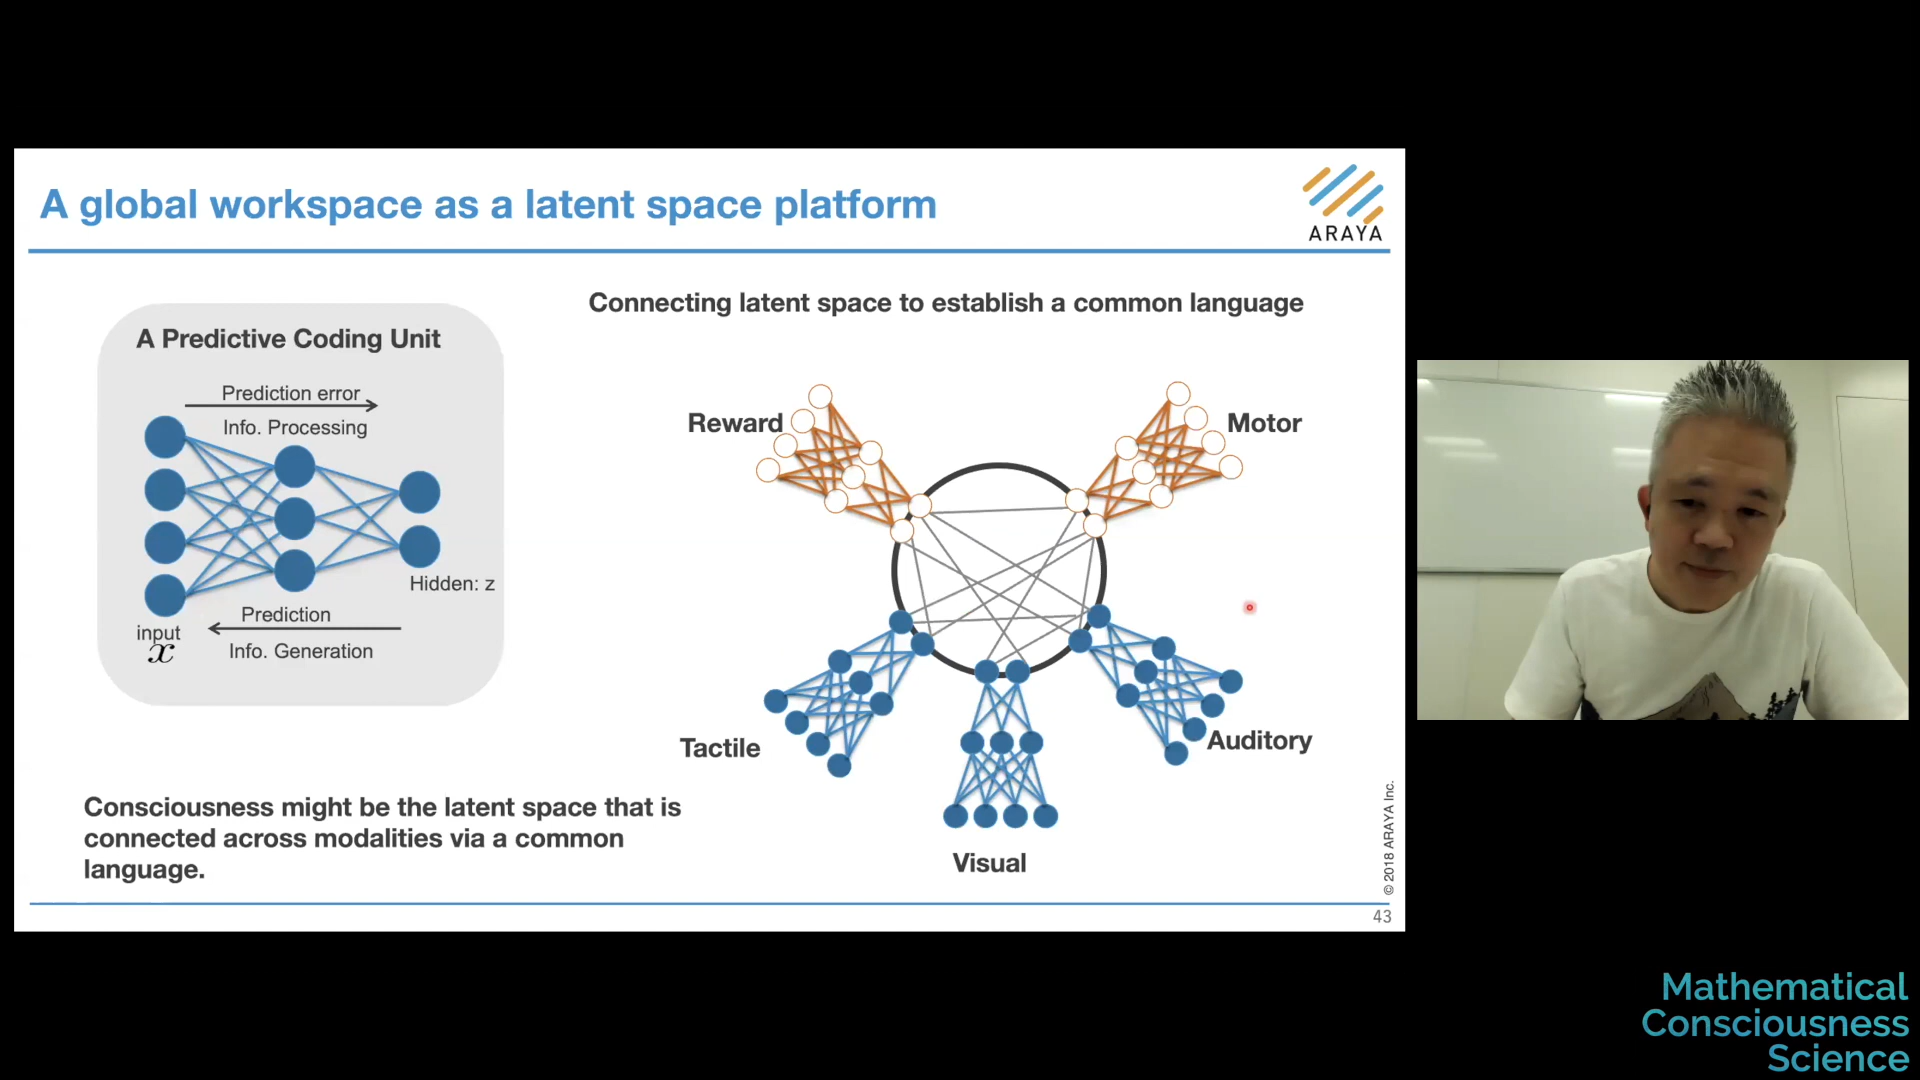 A global workspace as a latent space platform
ARAYA
A Predictive Coding Unit
Prediction error
Info. Processing
Hidden: z
Prediction
input
x
Info. Generation
Connecting latent space to establish a common language
Reward
Motor
Tactile
Auditory
Visual
Consciousness might be the latent space that is
connected across modalities via a common
language.
© 2018 ARAYA Inc.
43
Mathematical
Consciousness
Science